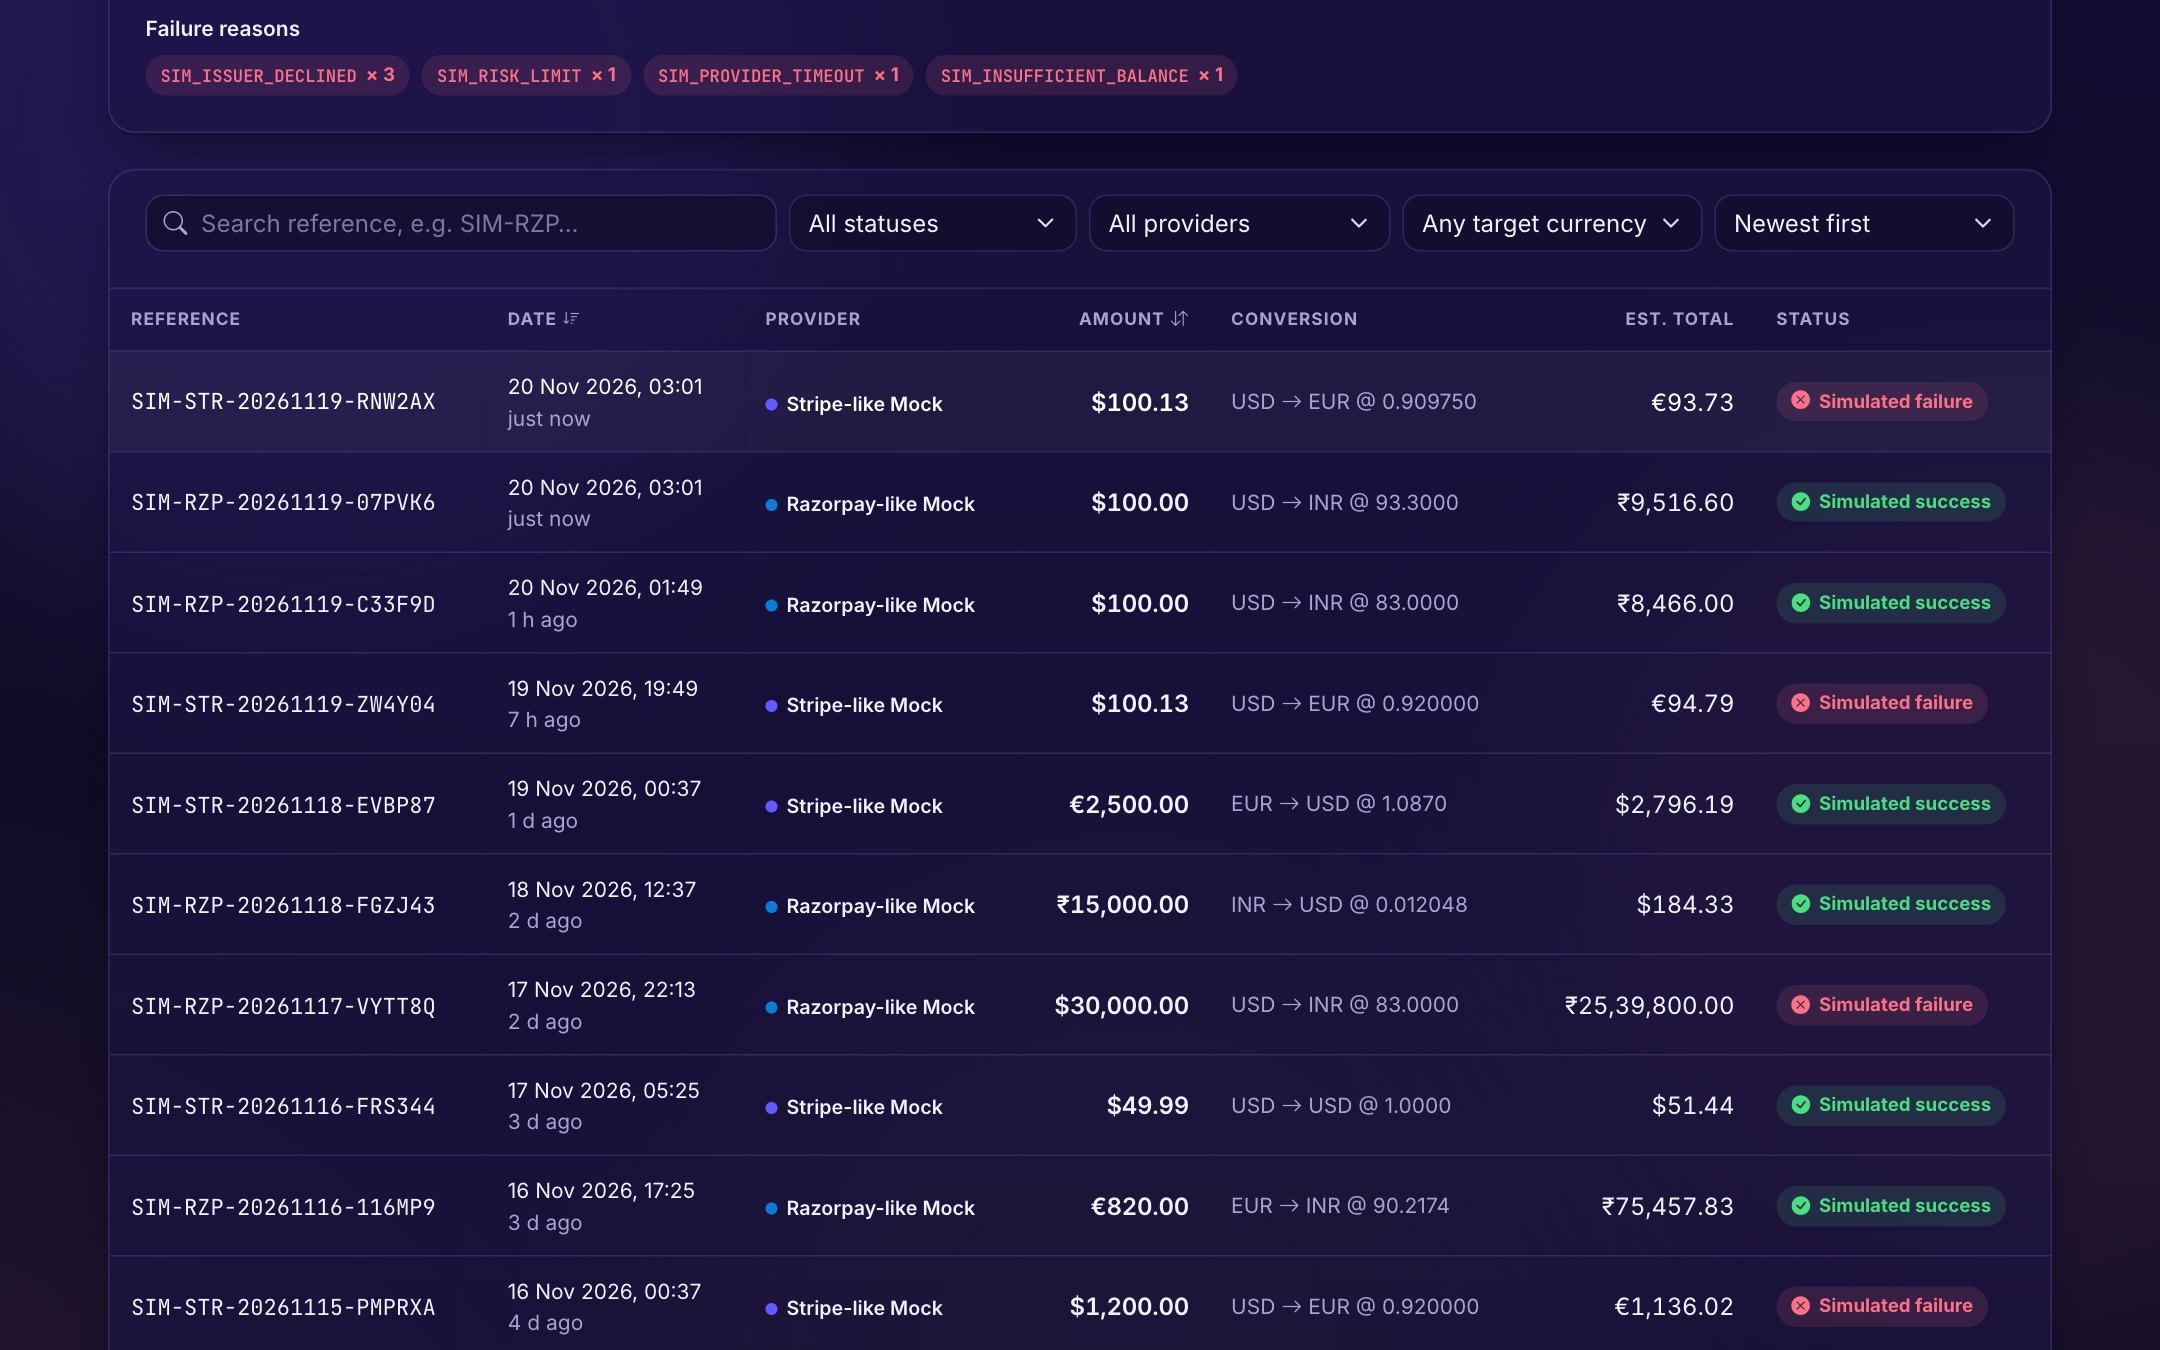 Failure reasons
SIM_ISSUER_DECLINED × 3 SIM_RISK_LIMIT × 1 SIM_PROVIDER_TIMEOUT × 1 SIM_INSUFFICIENT_BALANCE × 1
Search reference, e.g. SIM-RZP... All statuses All providers Any target currency Newest first
REFERENCE DATE PROVIDER AMOUNT CONVERSION EST. TOTAL STATUS
SIM-STR-20261119-RNW2AX 20 Nov 2026, 03:01 Stripe-like Mock $100.13 USD → EUR @ 0.909750 €93.73 Simulated failure
just now
SIM-RZP-20261119-07PVK6 20 Nov 2026, 03:01 Razorpay-like Mock $100.00 USD → INR @ 93.3000 ₹9,516.60 Simulated success
just now
SIM-RZP-20261119-C33F9D 20 Nov 2026, 01:49 Razorpay-like Mock $100.00 USD → INR @ 83.0000 ₹8,466.00 Simulated success
1 h ago
SIM-STR-20261119-ZW4Y04 19 Nov 2026, 19:49 Stripe-like Mock $100.13 USD → EUR @ 0.920000 €94.79 Simulated failure
7 h ago
SIM-STR-20261118-EVBP87 19 Nov 2026, 00:37 Stripe-like Mock €2,500.00 EUR → USD @ 1.0870 $2,796.19 Simulated success
1 d ago
SIM-RZP-20261118-FGZJ43 18 Nov 2026, 12:37 Razorpay-like Mock ₹15,000.00 INR → USD @ 0.012048 $184.33 Simulated success
2 d ago
SIM-RZP-20261117-VYTT8Q 17 Nov 2026, 22:13 Razorpay-like Mock $30,000.00 USD → INR @ 83.0000 ₹25,39,800.00 Simulated failure
2 d ago
SIM-STR-20261116-FRS344 17 Nov 2026, 05:25 Stripe-like Mock $49.99 USD → USD @ 1.0000 $51.44 Simulated success
3 d ago
SIM-RZP-20261116-116MP9 16 Nov 2026, 17:25 Razorpay-like Mock €820.00 EUR → INR @ 90.2174 ₹75,457.83 Simulated success
3 d ago
SIM-STR-20261115-PMPRXA 16 Nov 2026, 00:37 Stripe-like Mock $1,200.00 USD → EUR @ 0.920000 €1,136.02 Simulated failure
4 d ago